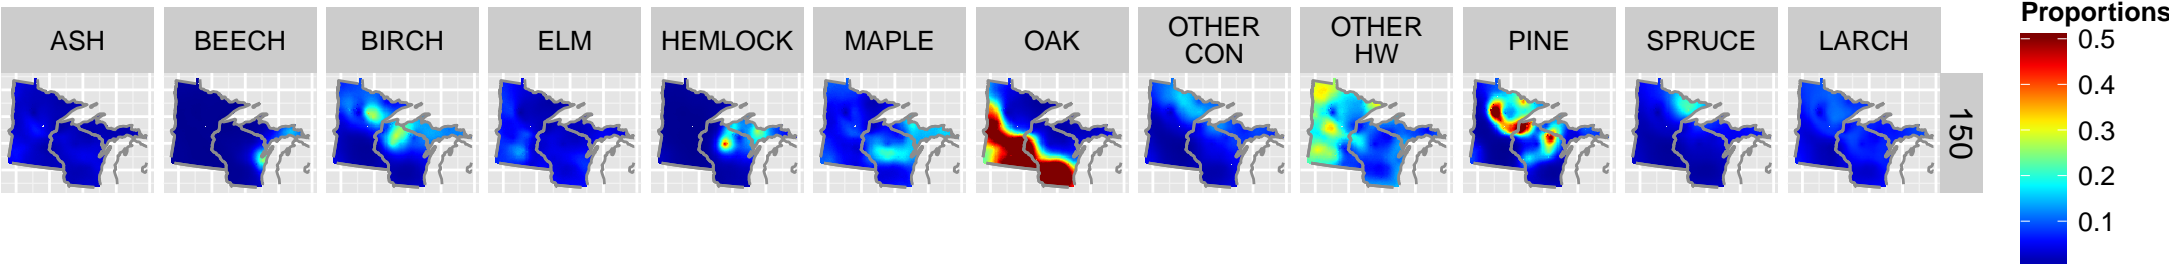 ASH
BEECH
BIRCH
ELM
HEMLOCK
MAPLE
OAK
OTHER
CON
OTHER
HW
PINE
SPRUCE
LARCH
150
Proportions
0.5
0.4
0.3
0.2
0.1